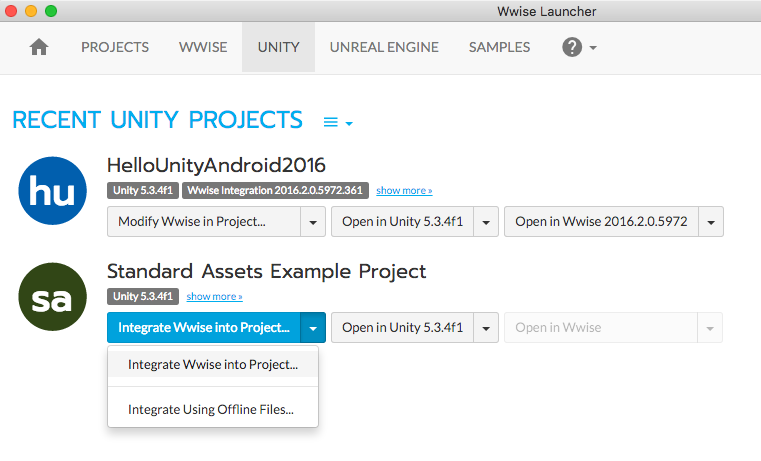 Wwise Launcher
PROJECTS WWISE UNITY UNREAL ENGINE SAMPLES ?
RECENT UNITY PROJECTS
hu
HelloUnityAndroid2016
Unity 5.3.4f1 Wwise Integration 2016.2.0.5972.361 show more »
Modify Wwise in Project... Open in Unity 5.3.4f1 Open in Wwise 2016.2.0.5972
sa
Standard Assets Example Project
Unity 5.3.4f1 show more »
Integrate Wwise into Project... Open in Unity 5.3.4f1 Open in Wwise
Integrate Wwise into Project...
Integrate Using Offline Files...